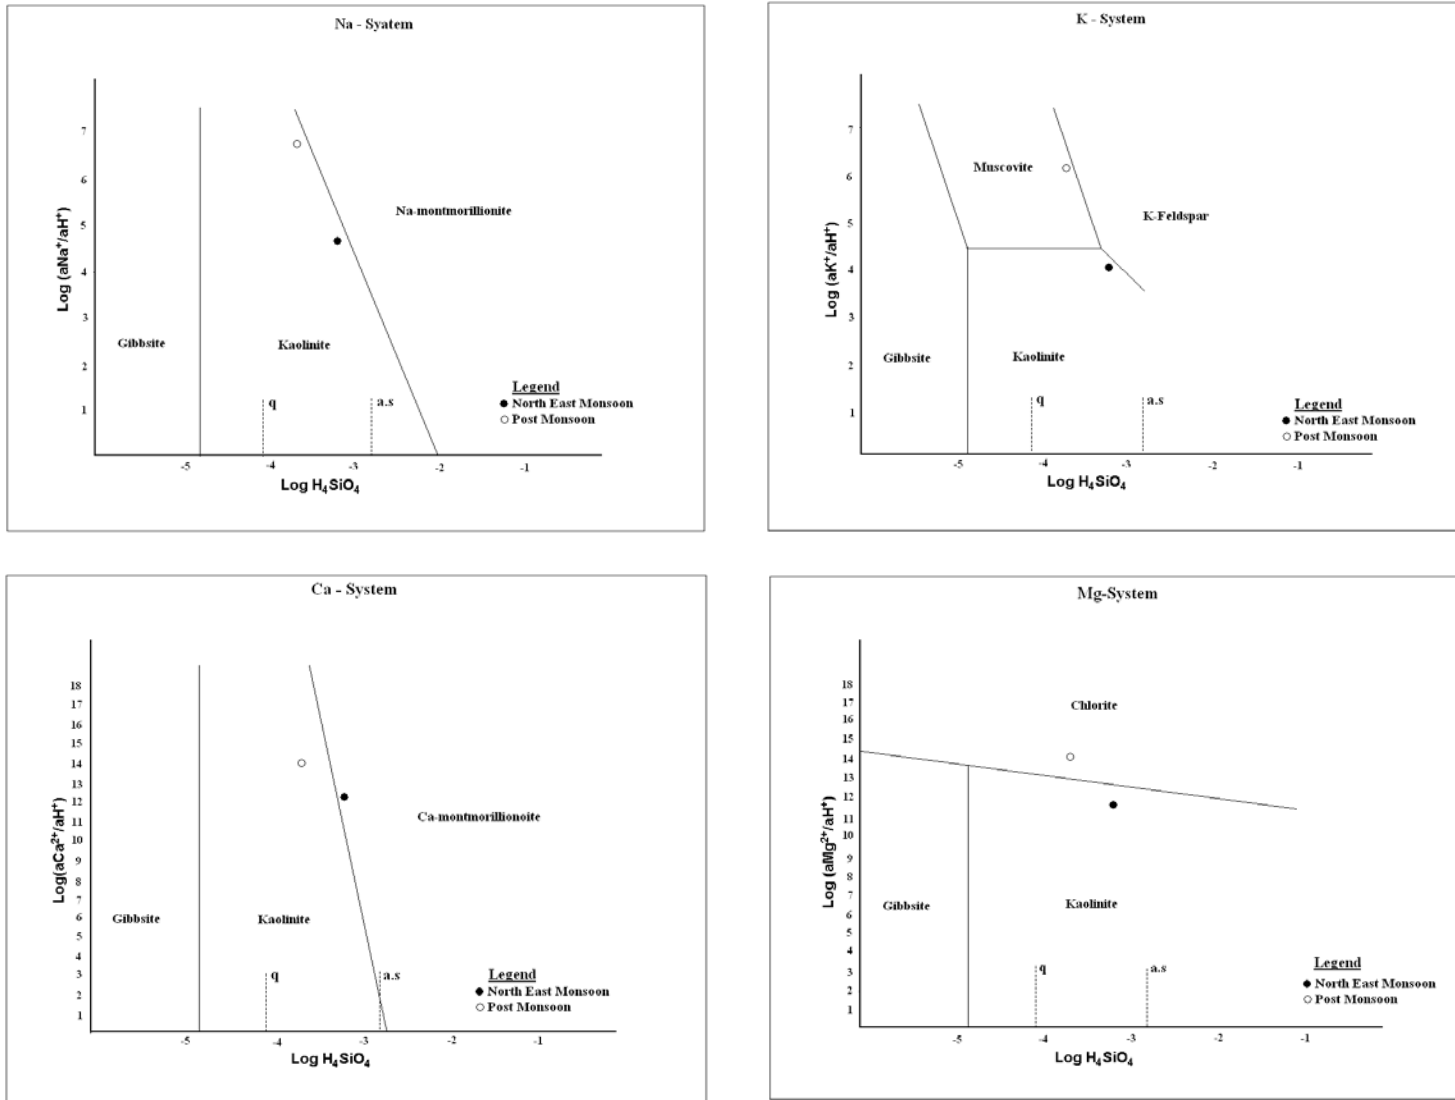 Na - Syatem
Log (aNa⁺/aH⁺)
7
6
5
4
3
2
1
Na-montmorillionite
Gibbsite
Kaolinite
q
a.s
Legend
North East Monsoon
Post Monsoon
-5
-4
-3
-2
-1
Log H₄SiO₄
K - System
Log (aK⁺/aH⁺)
7
6
5
4
3
2
1
Muscovite
K-Feldspar
Gibbsite
Kaolinite
q
a.s
Legend
North East Monsoon
Post Monsoon
-5
-4
-3
-2
-1
Log H₄SiO₄
Ca - System
Log(aCa²⁺/aH⁺)
18
17
16
15
14
13
12
11
10
9
8
7
6
5
4
3
2
1
Ca-montmorillionoite
Gibbsite
Kaolinite
q
a.s
Legend
North East Monsoon
Post Monsoon
-5
-4
-3
-2
-1
Log H₄SiO₄
Mg-System
Log (aMg²⁺/aH⁺)
18
17
16
15
14
13
12
11
10
9
8
7
6
5
4
3
2
1
Chlorite
Gibbsite
Kaolinite
q
a.s
Legend
North East Monsoon
Post Monsoon
-5
-4
-3
-2
-1
Log H₄SiO₄